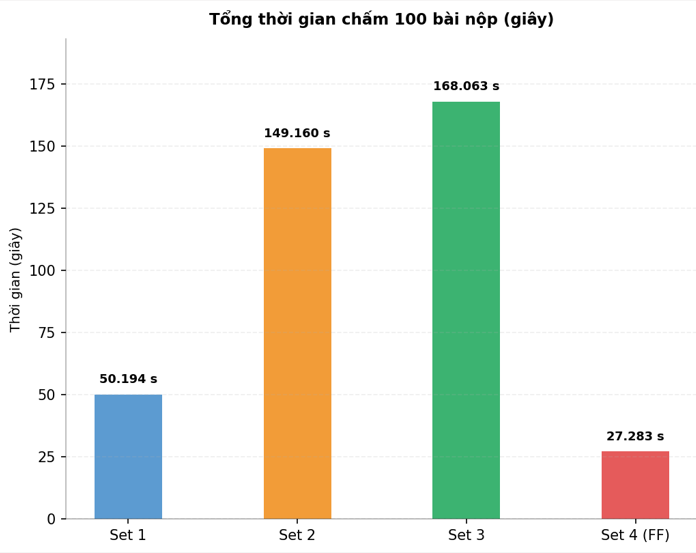 Tổng thời gian chấm 100 bài nộp (giây)
Thời gian (giây)
175
150
125
100
75
50
25
0
50.194 s
149.160 s
168.063 s
27.283 s
Set 1
Set 2
Set 3
Set 4 (FF)